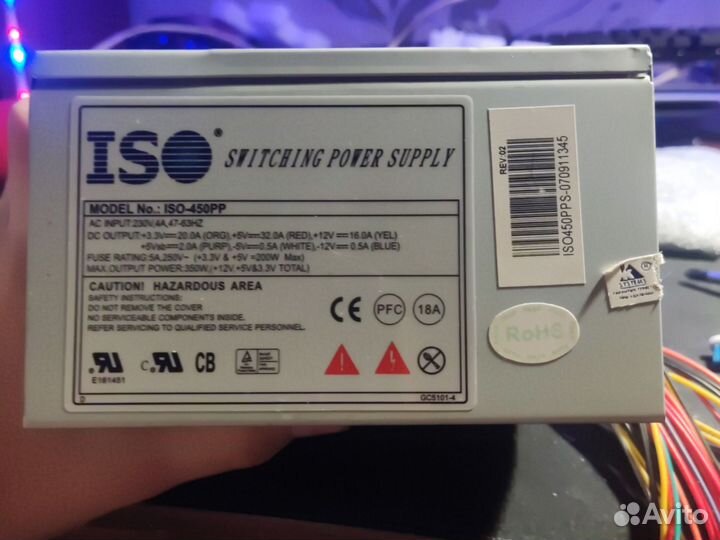 ISO® SWITCHING POWER SUPPLY
MODEL No.: ISO-450PP
AC INPUT:230V,4A,47-63HZ
DC OUTPUT:+3.3V⎓20.0A (ORG),+5V⎓32.0A (RED),+12V ⎓16.0A (YEL)
+5Vsb⎓2.0A (PURP),-5V⎓0.5A (WHITE),-12V⎓0.5A (BLUE)
FUSE RATING:5A,250V~ (+3.3V & +5V =200W Max)
MAX.OUTPUT POWER:350W,(+12V,+5V&3.3V TOTAL)
CAUTION! HAZARDOUS AREA
SAFETY INSTRUCTIONS:
DO NOT REMOVE THE COVER
NO SERVICEABLE COMPONENTS INSIDE.
REFER SERVICING TO QUALIFIED PERSONNEL ONLY.
CE PFC 18A
E181451
c RU US CB
D
GC5101-4
REV:02
ISO450PPS-070911345
RoHS
Avito